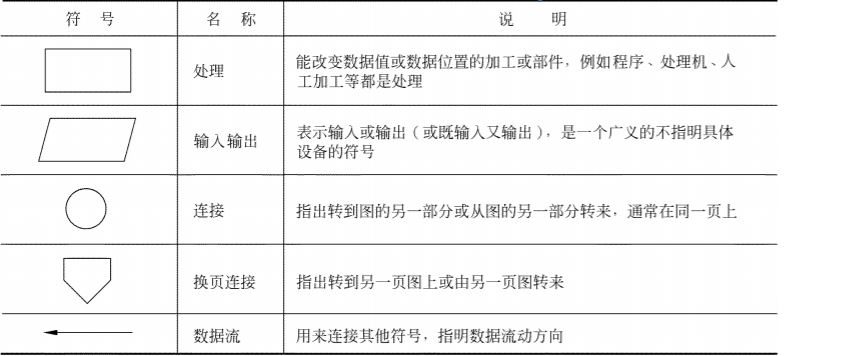 符 号 名 称 说 明
处理 能改变数据值或数据位置的加工或部件，例如程序、处理机、人
工加工等都是处理
输入输出 表示输入或输出（或既输入又输出），是一个广义的不指明具体
设备的符号
连接 指出转到图的另一部分或从图的另一部分转来，通常在同一页上
换页连接 指出转到另一页图上或由另一页图转来
数据流 用来连接其他符号，指明数据流动方向